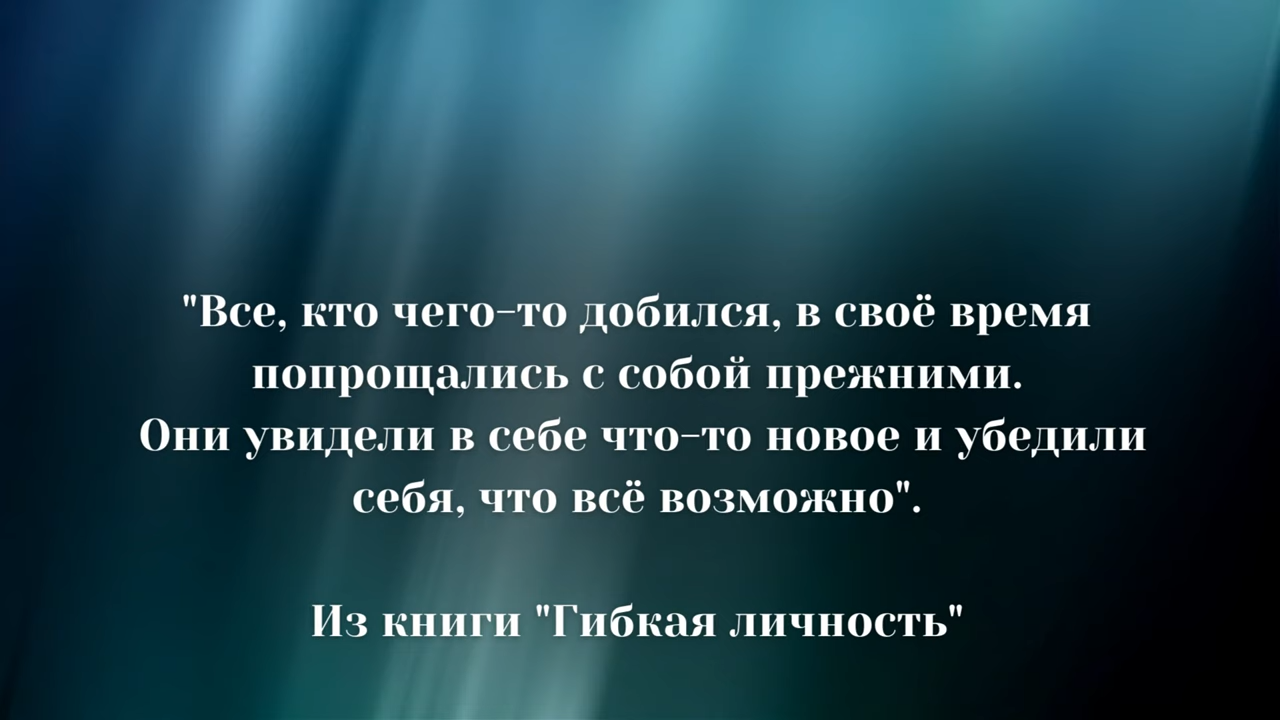 "Все, кто чего-то добился, в своё время
попрощались с собой прежними.
Они увидели в себе что-то новое и убедили
себя, что всё возможно".
Из книги "Гибкая личность"